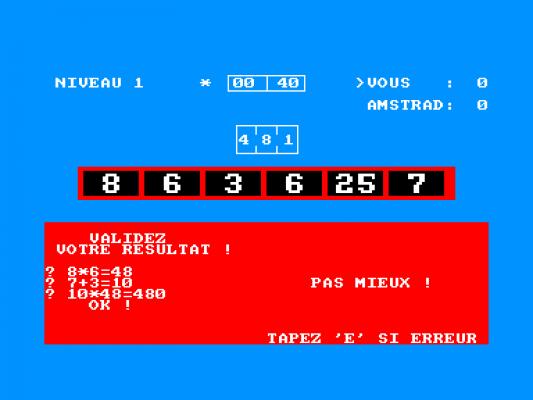 NIVEAU 1 * 00 40 >VOUS : 0
AMSTRAD: 0
4 8 1
8 6 3 6 25 7
VALIDEZ
VOTRE RESULTAT !
? 8*6=48
? 7+3=10 PAS MIEUX !
? 10*48=480
OK !
TAPEZ 'E' SI ERREUR